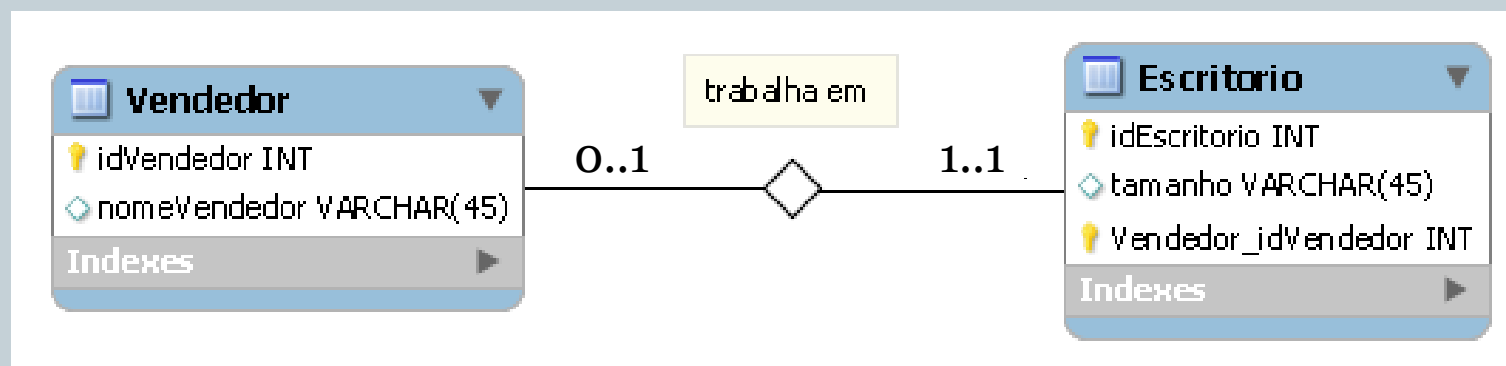 Vendedor
idVendedor INT
nomeVendedor VARCHAR(45)
Indexes
0..1
trabalha em
1..1
Escritorio
idEscritorio INT
tamanho VARCHAR(45)
Vendedor_idVendedor INT
Indexes